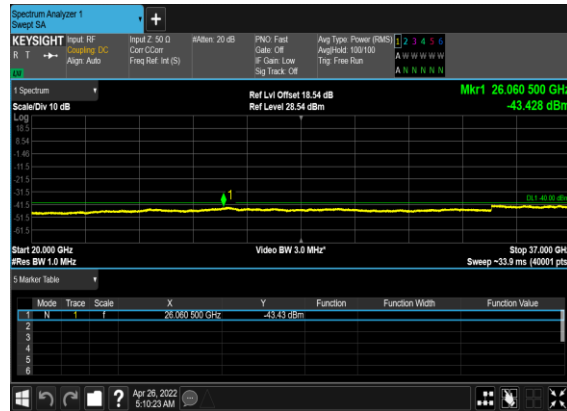 Spectrum Analyzer 1
Swept SA
+
KEYSIGHT Input: RF Input Z: 50 Ω #Atten: 20 dB PNO: Fast Avg Type: Power (RMS) 1 2 3 4 5 6
R T Coupling: DC Corr CCorr Gate: Off Avg|Hold: 100/100 A W W W W W
Align: Auto Freq Ref: Int (S) IF Gain: Low Trig: Free Run
Sig Track: Off A N N N N N
1 Spectrum Ref Lvl Offset 18.54 dB Mkr1 26.060 500 GHz
Scale/Div 10 dB Ref Level 28.54 dBm -43.428 dBm
Log
18.5
8.54
-1.46
-11.5
-21.5
-31.5
1
DL1 -40.00 dBm
-41.5
-51.5
-61.5
Start 20.000 GHz Video BW 3.0 MHz* Stop 37.000 GHz
#Res BW 1.0 MHz Sweep ~33.9 ms (40001 pts)
5 Marker Table
Mode Trace Scale X Y Function Function Width Function Value
1 N 1 f 26.060 500 GHz -43.43 dBm
2
3
4
5
6
? Apr 26, 2022
5:10:23 AM